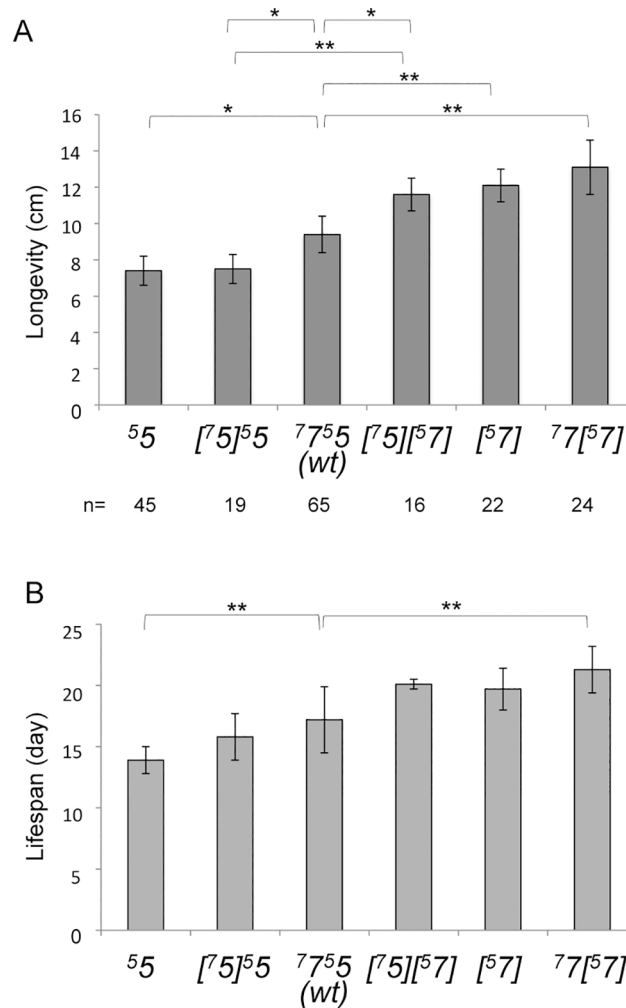 A
* *
**
**
* **
16
14
12
10
8
6
4
2
0
Longevity (cm)
⁵5 [⁷5]⁵5 ⁷7⁵5 [⁷5][⁵7] [⁵7] ⁷7[⁵7]
(wt)
n= 45 19 65 16 22 24
B
** **
25
20
15
10
5
0
Lifespan (day)
⁵5 [⁷5]⁵5 ⁷7⁵5 [⁷5][⁵7] [⁵7] ⁷7[⁵7]
(wt)